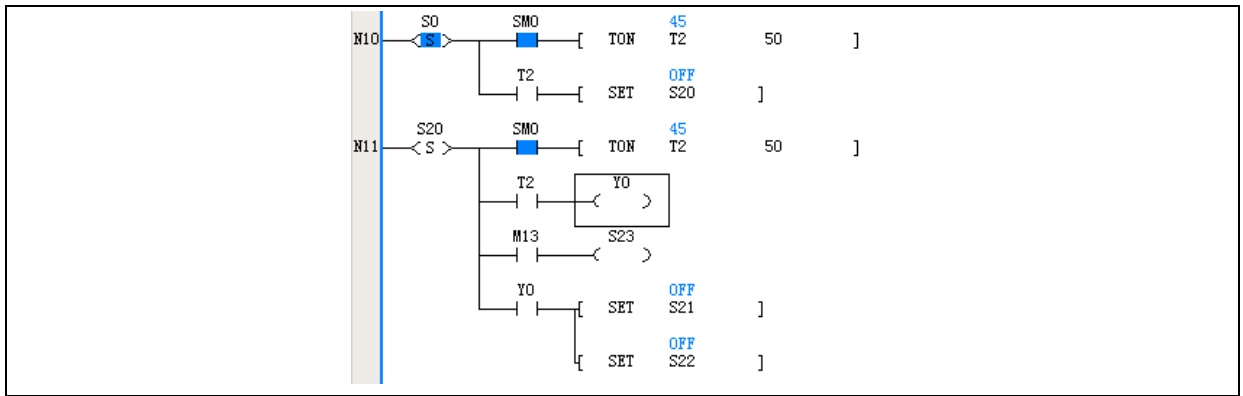 S0 SM0 45
N10 S TON T2 50 ]
T2 OFF
[ SET S20 ]
S20 SM0 45
N11 S [ TON T2 50 ]
T2 Y0
M13 S23
Y0 OFF
[ SET S21 ]
OFF
[ SET S22 ]